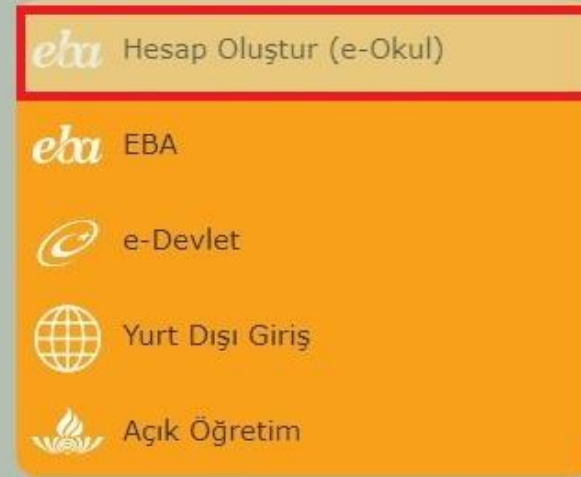 eba Hesap Oluştur (e-Okul)
eba EBA
e-Devlet
Yurt Dışı Giriş
Açık Öğretim